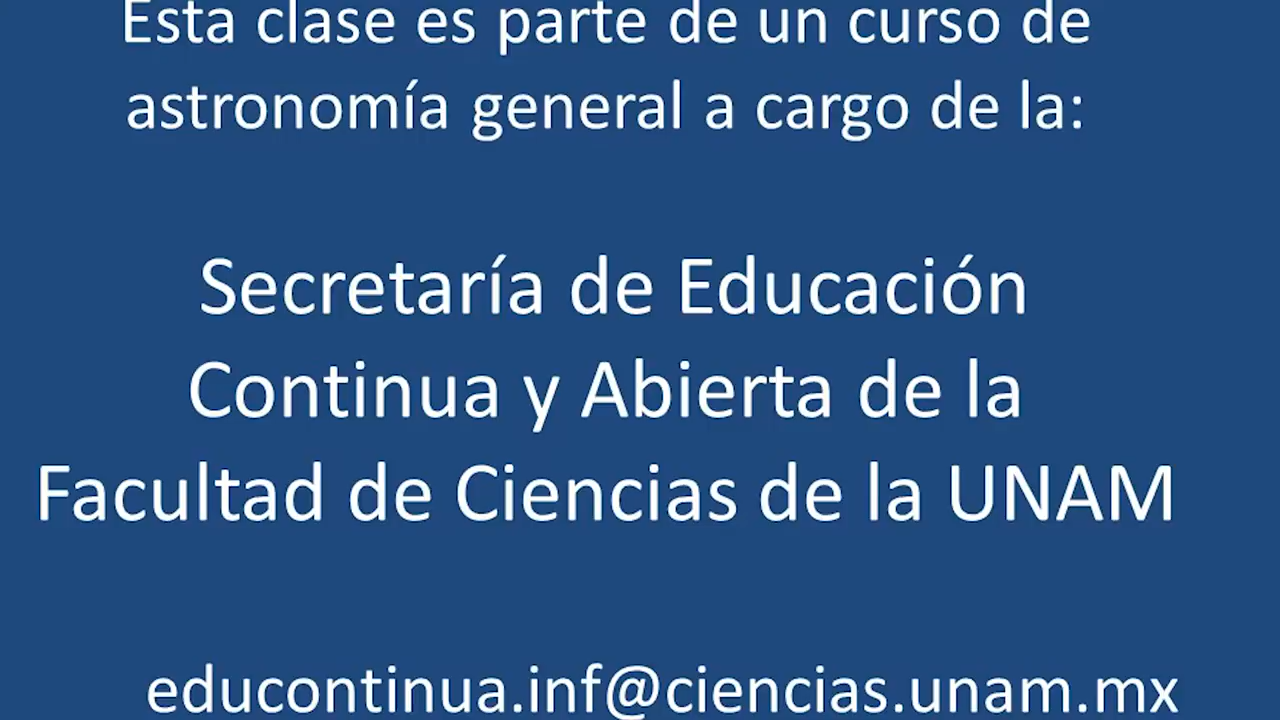 Esta clase es parte de un curso de
astronomía general a cargo de la:
Secretaría de Educación
Continua y Abierta de la
Facultad de Ciencias de la UNAM
educontinua.inf@ciencias.unam.mx